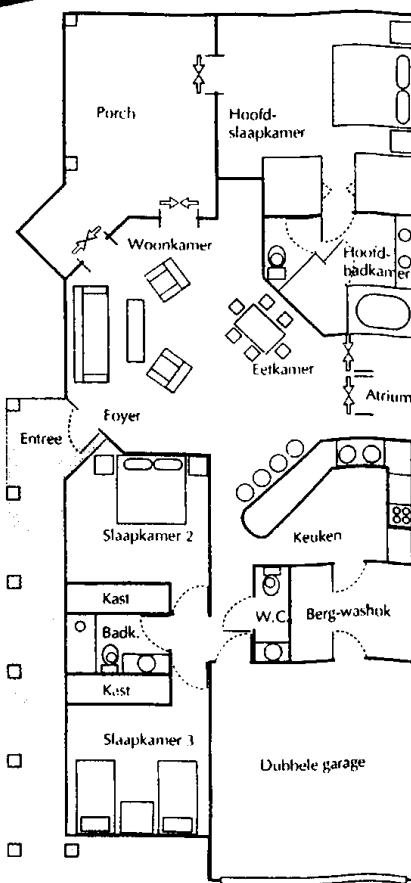 Porch
Hoofd-
slaapkamer
Woonkamer
Hoofd-
badkamer
Eetkamer
Atrium
Foyer
Entree
Slaapkamer 2
Keuken
Kast
W.C.
Berg-washok
Badk.
Kast
Slaapkamer 3
Dubbele garage